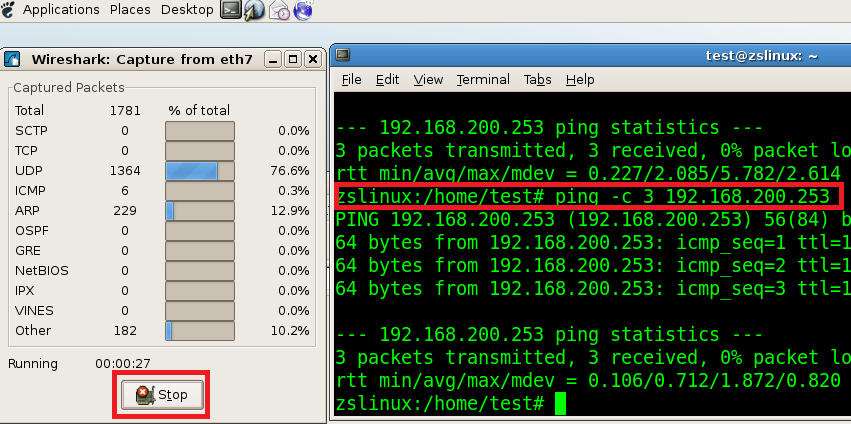 Applications Places Desktop
Wireshark: Capture from eth7
Captured Packets
Total 1781 % of total
SCTP 0 0.0%
TCP 0 0.0%
UDP 1364 76.6%
ICMP 6 0.3%
ARP 229 12.9%
OSPF 0 0.0%
GRE 0 0.0%
NetBIOS 0 0.0%
IPX 0 0.0%
VINES 0 0.0%
Other 182 10.2%
Running 00:00:27
Stop
test@zslinux: ~
File Edit View Terminal Tabs Help
--- 192.168.200.253 ping statistics ---
3 packets transmitted, 3 received, 0% packet lo
rtt min/avg/max/mdev = 0.227/2.085/5.782/2.614
zslinux:/home/test# ping -c 3 192.168.200.253
PING 192.168.200.253 (192.168.200.253) 56(84) b
64 bytes from 192.168.200.253: icmp_seq=1 ttl=1
64 bytes from 192.168.200.253: icmp_seq=2 ttl=1
64 bytes from 192.168.200.253: icmp_seq=3 ttl=1
--- 192.168.200.253 ping statistics ---
3 packets transmitted, 3 received, 0% packet lo
rtt min/avg/max/mdev = 0.106/0.712/1.872/0.820
zslinux:/home/test#